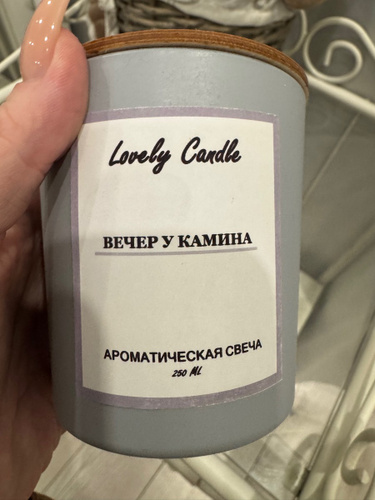 Lovely Candle
ВЕЧЕР У КАМИНА
АРОМАТИЧЕСКАЯ СВЕЧА
250 ML